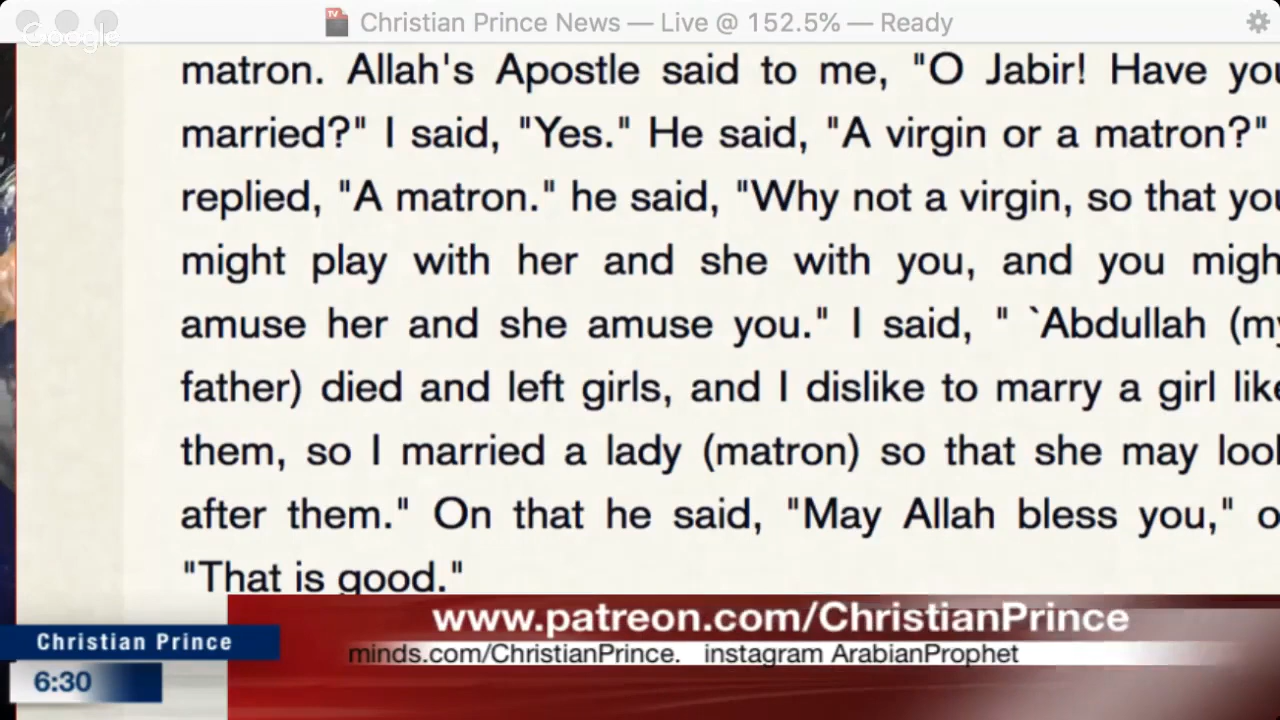 Christian Prince News — Live @ 152.5% — Ready
Google
matron. Allah's Apostle said to me, "O Jabir! Have you
married?" I said, "Yes." He said, "A virgin or a matron?"
replied, "A matron." he said, "Why not a virgin, so that you
might play with her and she with you, and you migh
amuse her and she amuse you." I said, " `Abdullah (my
father) died and left girls, and I dislike to marry a girl like
them, so I married a lady (matron) so that she may loo
after them." On that he said, "May Allah bless you," o
"That is good."
www.patreon.com/ChristianPrince
Christian Prince
minds.com/ChristianPrince. instagram ArabianProphet
6:30